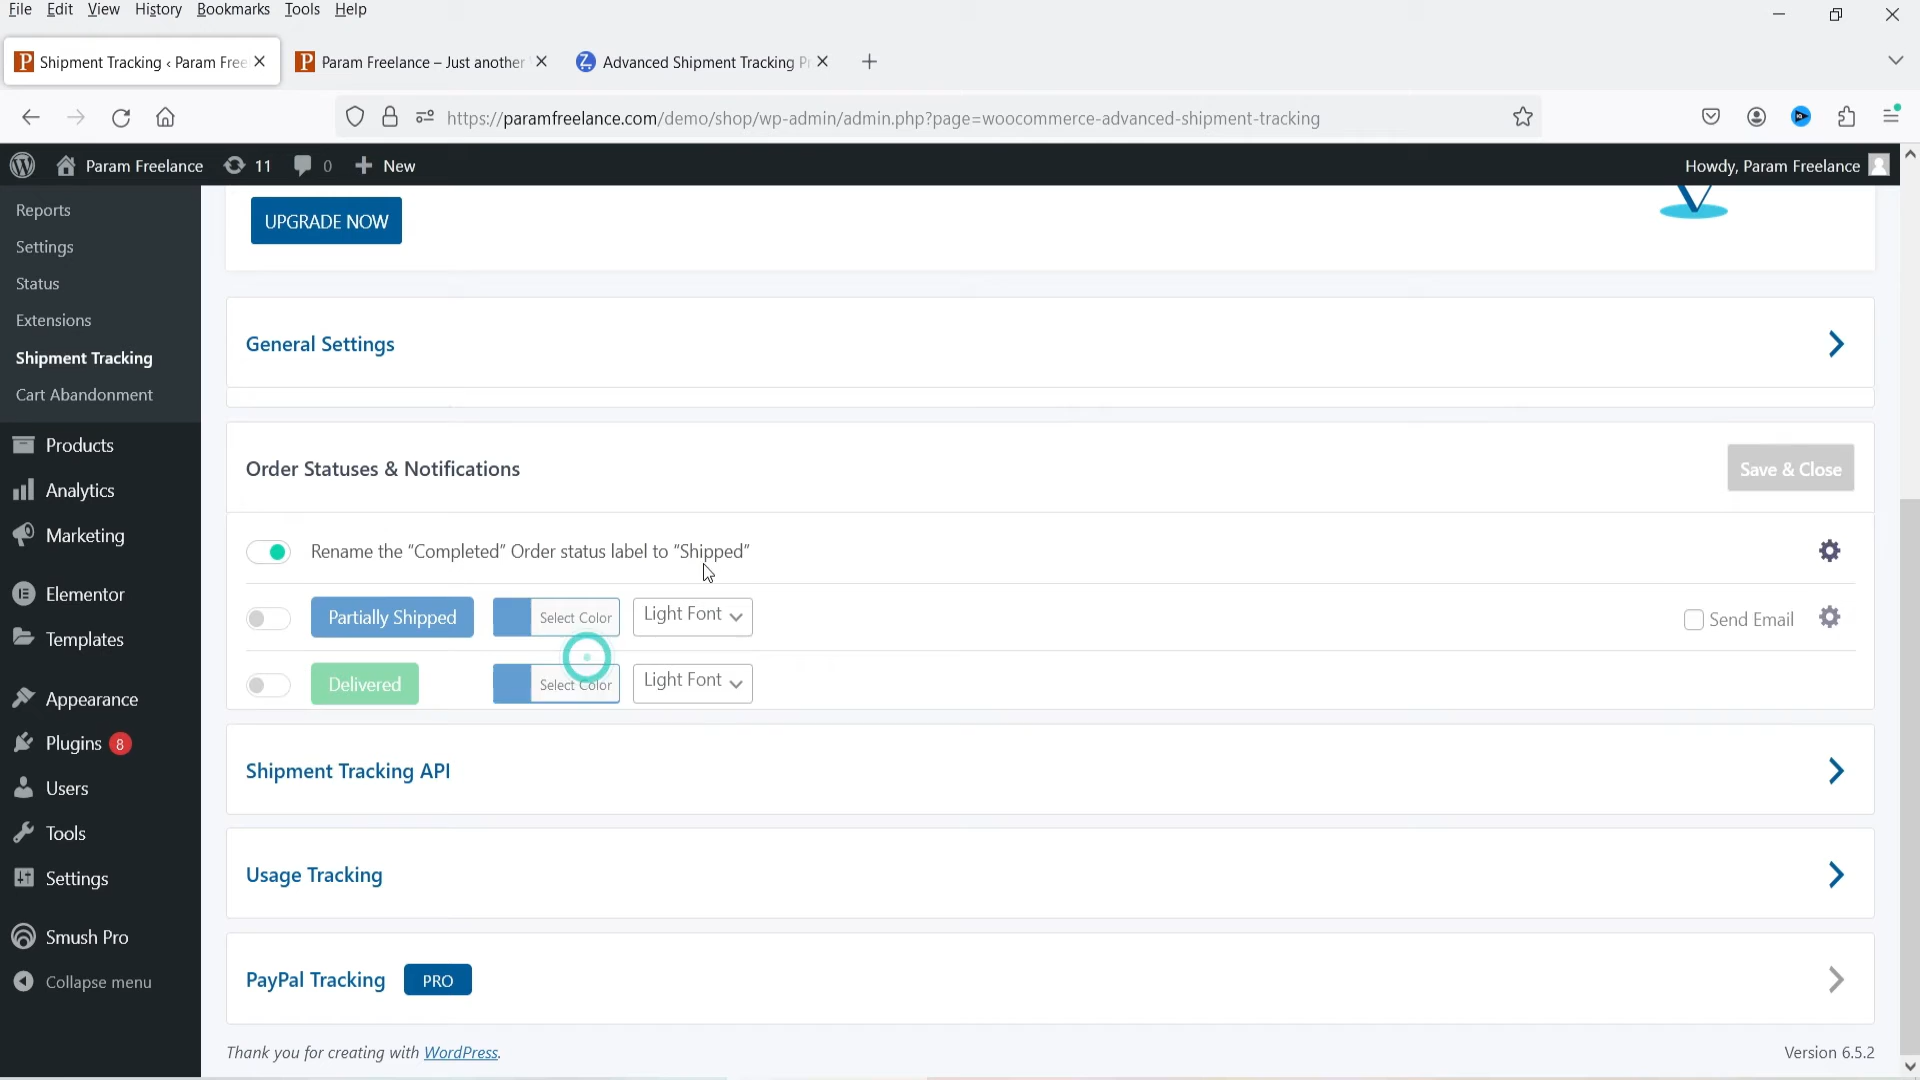 File Edit View History Bookmarks Tools Help
Shipment Tracking ‹ Param Free
Param Freelance – Just another
Advanced Shipment Tracking P
https://paramfreelance.com/demo/shop/wp-admin/admin.php?page=woocommerce-advanced-shipment-tracking
Param Freelance 11 0 New Howdy, Param Freelance
Reports
Settings
Status
Extensions
Shipment Tracking
Cart Abandonment
Products
Analytics
Marketing
Elementor
Templates
Appearance
Plugins 8
Users
Tools
Settings
Smush Pro
Collapse menu
UPGRADE NOW
General Settings
Order Statuses & Notifications Save & Close
Rename the “Completed” Order status label to “Shipped”
Partially Shipped Select Color Light Font Send Email
Delivered Select Color Light Font
Shipment Tracking API
Usage Tracking
PayPal Tracking PRO
Thank you for creating with WordPress. Version 6.5.2